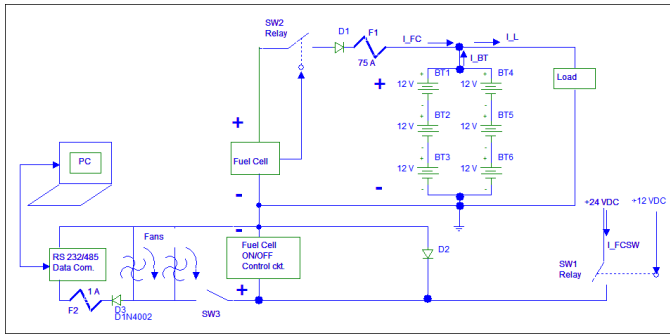 SW2
Relay
D1
F1
75 A
I_FC
I_L
I_BT
+
+
BT1
12 V
-
+
BT4
12 V
-
Load
+
BT2
12 V
-
+
BT5
12 V
-
+
BT3
12 V
-
+
BT6
12 V
-
+
Fuel Cell
-
-
PC
+24 VDC
+12 VDC
I_FCSW
SW1
Relay
-
Fans
Fuel Cell
ON/OFF
Control ckt.
+
D2
RS 232/485
Data Com.
1 A
F2
D3
D1N4002
SW3